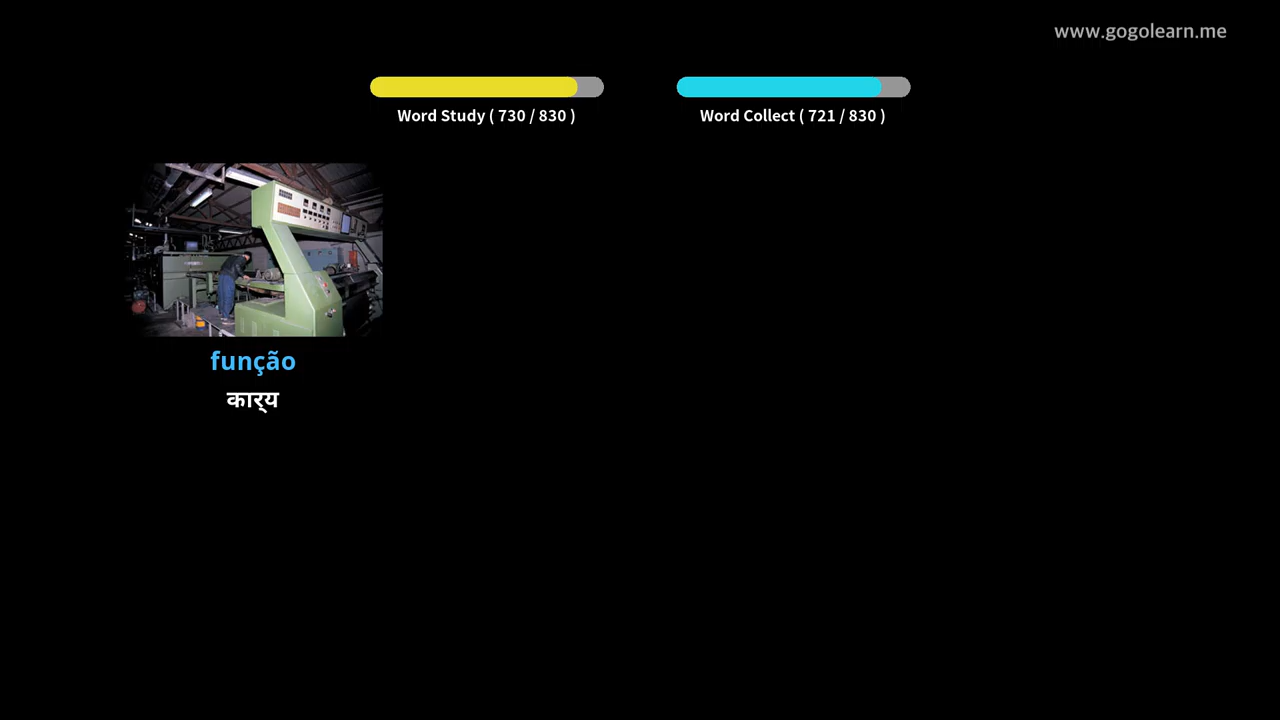 www.gogolearn.me
Word Study ( 730 / 830 )
Word Collect ( 721 / 830 )
função
कार्य